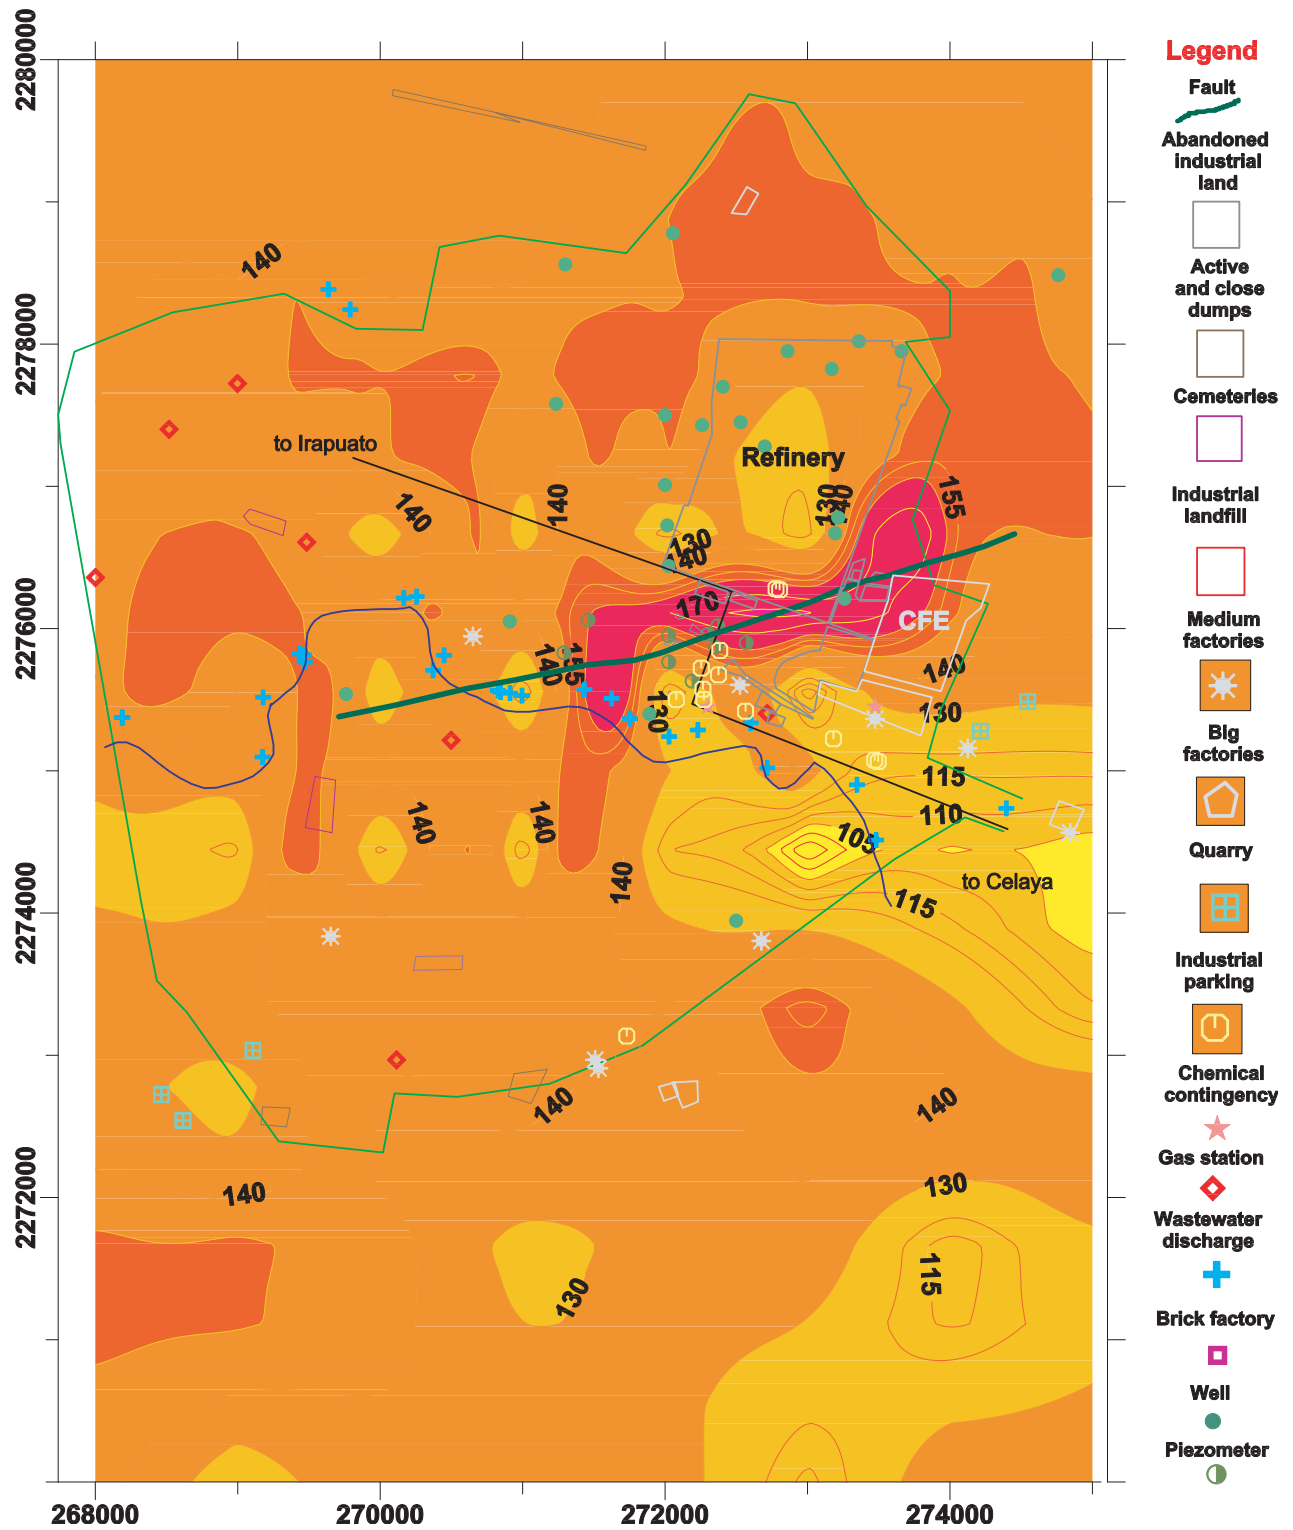 2280000
2278000
2276000
2274000
2272000
268000
270000
272000
274000
140
to Irapuato
Refinery
140
140
130
140
155
130
140
170
CFE
140
155
130
140
130
115
110
105
115
to Celaya
140
140
140
140
140
140
130
130
115
Legend
Fault
Abandoned
industrial
land
Active
and close
dumps
Cemeteries
Industrial
landfill
Medium
factories
Big
factories
Quarry
Industrial
parking
Chemical
contingency
Gas station
Wastewater
discharge
Brick factory
Well
Piezometer